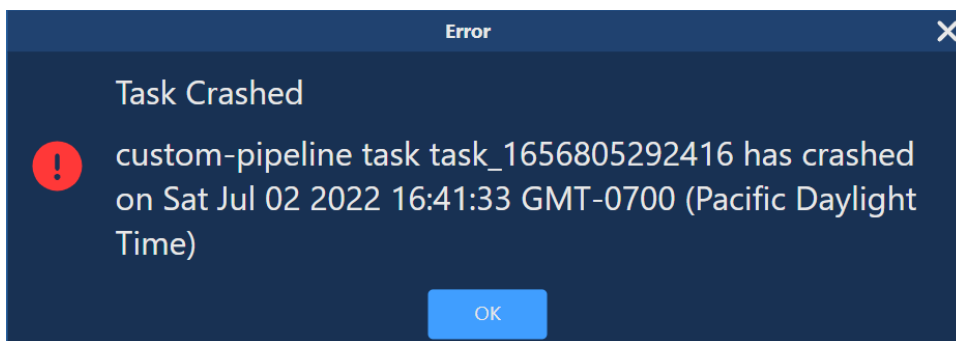 Error
Task Crashed
custom-pipeline task task_1656805292416 has crashed
on Sat Jul 02 2022 16:41:33 GMT-0700 (Pacific Daylight
Time)
OK